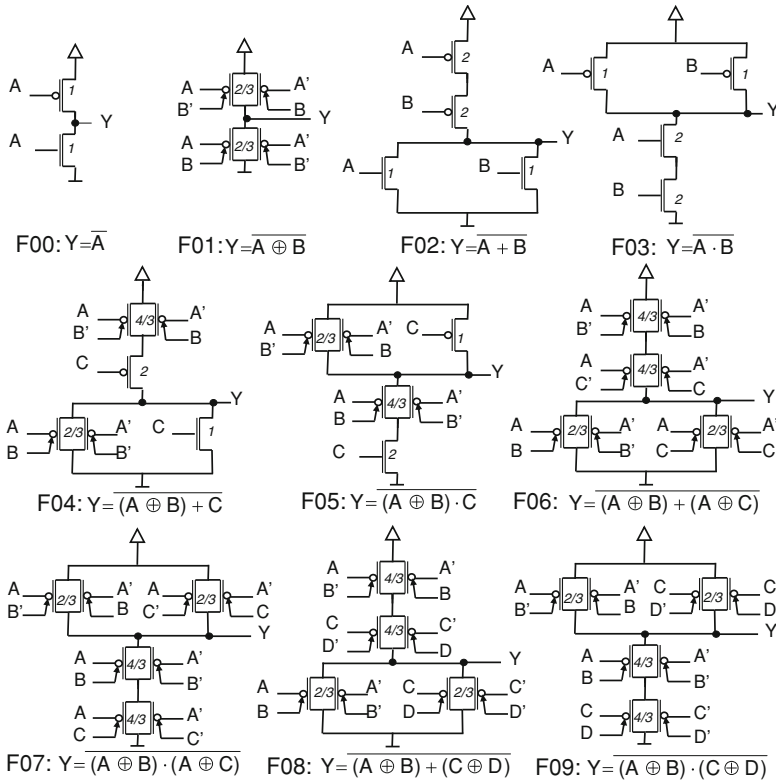 A
1
Y
A
1
F00: Y=A̅
A
B'
2/3
A'
B
Y
A
B
2/3
A'
B'
F01: Y=A̅ ̅⊕̅ ̅B̅
A
2
B
2
Y
A
1
B
1
F02: Y=A̅ ̅+̅ ̅B̅
A
1
B
1
Y
A
2
B
2
F03: Y=A̅ ̅·̅ ̅B̅
A
B'
4/3
A'
B
C
2
Y
A
B
2/3
A'
B'
C
1
F04: Y=(̅A̅ ̅⊕̅ ̅B̅)̅ ̅+̅ ̅C̅
A
B'
2/3
A'
B
C
1
Y
A
B
4/3
A'
B'
C
2
F05: Y=(̅A̅ ̅⊕̅ ̅B̅)̅ ̅·̅ ̅C̅
A
B'
4/3
A'
B
A
C'
4/3
A'
C
Y
A
B
2/3
A'
B'
A
C
2/3
A'
C'
F06: Y=(̅A̅ ̅⊕̅ ̅B̅)̅ ̅+̅ ̅(̅A̅ ̅⊕̅ ̅C̅)̅
A
B'
2/3
A'
B
A
C'
2/3
A'
C
Y
A
B
4/3
A'
B'
A
C
4/3
A'
C'
F07: Y=(̅A̅ ̅⊕̅ ̅B̅)̅ ̅·̅ ̅(̅A̅ ̅⊕̅ ̅C̅)̅
A
B'
4/3
A'
B
C
D'
4/3
C'
D
Y
A
B
2/3
A'
B'
C
D
2/3
C'
D'
F08: Y=(̅A̅ ̅⊕̅ ̅B̅)̅ ̅+̅ ̅(̅C̅ ̅⊕̅ ̅D̅)̅
A
B'
2/3
A'
B
C
D'
2/3
C
D
Y
A
B
4/3
A'
B'
C
D
4/3
C'
D'
F09: Y=(̅A̅ ̅⊕̅ ̅B̅)̅ ̅·̅ ̅(̅C̅ ̅⊕̅ ̅D̅)̅